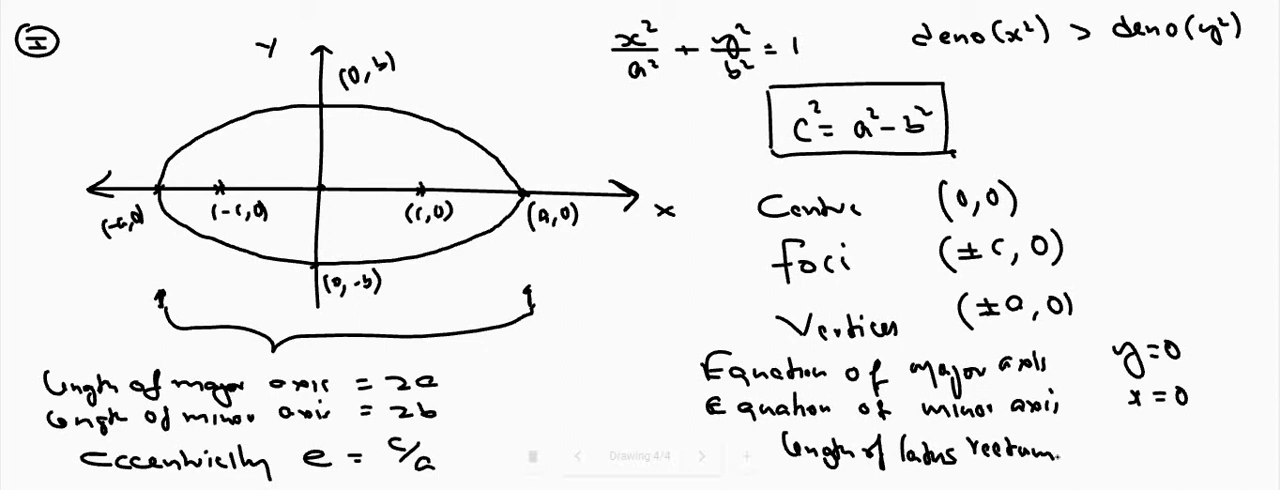 I
Y
(0, b)
x²/a² + y²/b² = 1
deno(x²) > deno(y²)
c² = a² - b²
(-a,0)
(-c,0)
(c,0)
(a,0)
x
(0, -b)
Centre (0,0)
foci (±c, 0)
Vertices (±a, 0)
Equation of major axis y=0
Equation of minor axis, x=0
length of latus rectum.
length of major axis = 2a
length of minor axis = 2b
Eccentricity e = c/a
Drawing 4/4